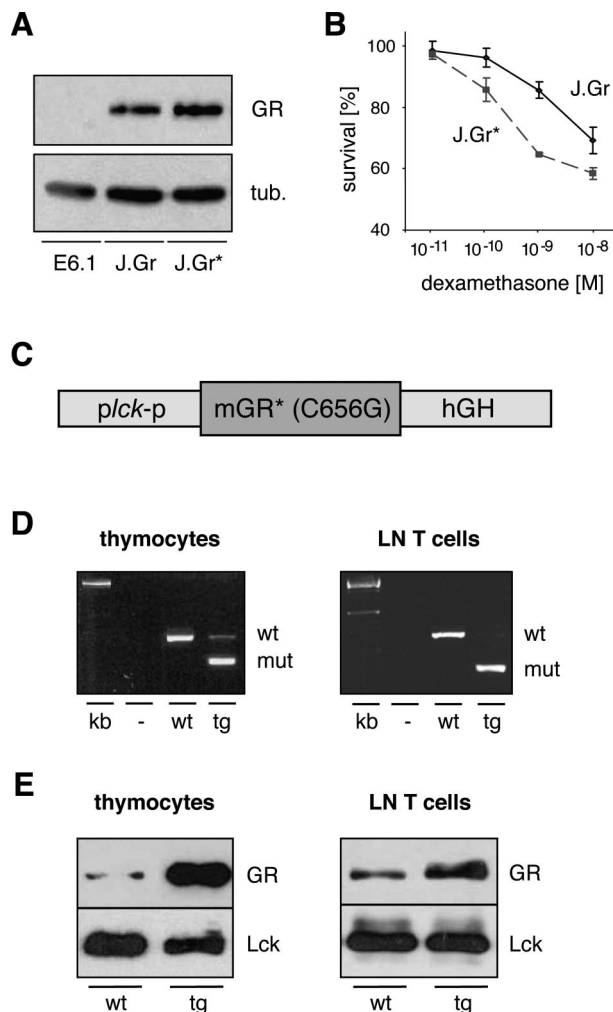 A
GR
tub.
E6.1 J.Gr J.Gr*
B
survival [%]
100
80
60
40
J.Gr
J.Gr*
10-11 10-10 10-9 10-8
dexamethasone [M]
C
plck-p mGR* (C656G) hGH
D
thymocytes
wt
mut
kb - wt tg
LN T cells
wt
mut
kb - wt tg
E
thymocytes
GR
Lck
wt tg
LN T cells
GR
Lck
wt tg